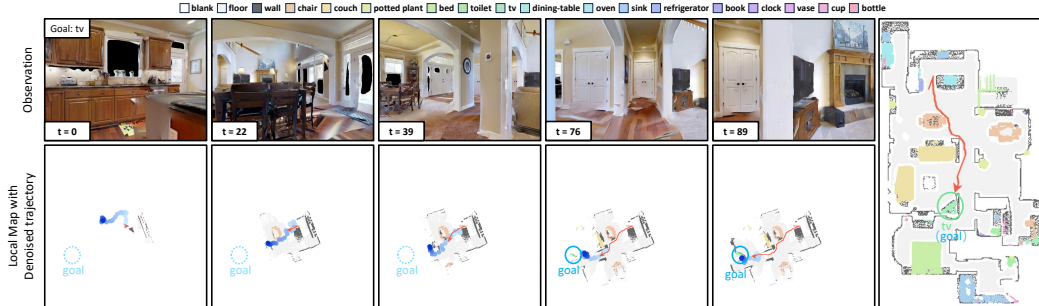 blank floor wall chair couch potted plant bed toilet tv dining-table oven sink refrigerator book clock vase cup bottle
Observation
Goal: tv
t = 0
t = 22
t = 39
t = 76
t = 89
Local Map with
Denoised trajectory
goal
goal
goal
goal
goal
tv
(goal)